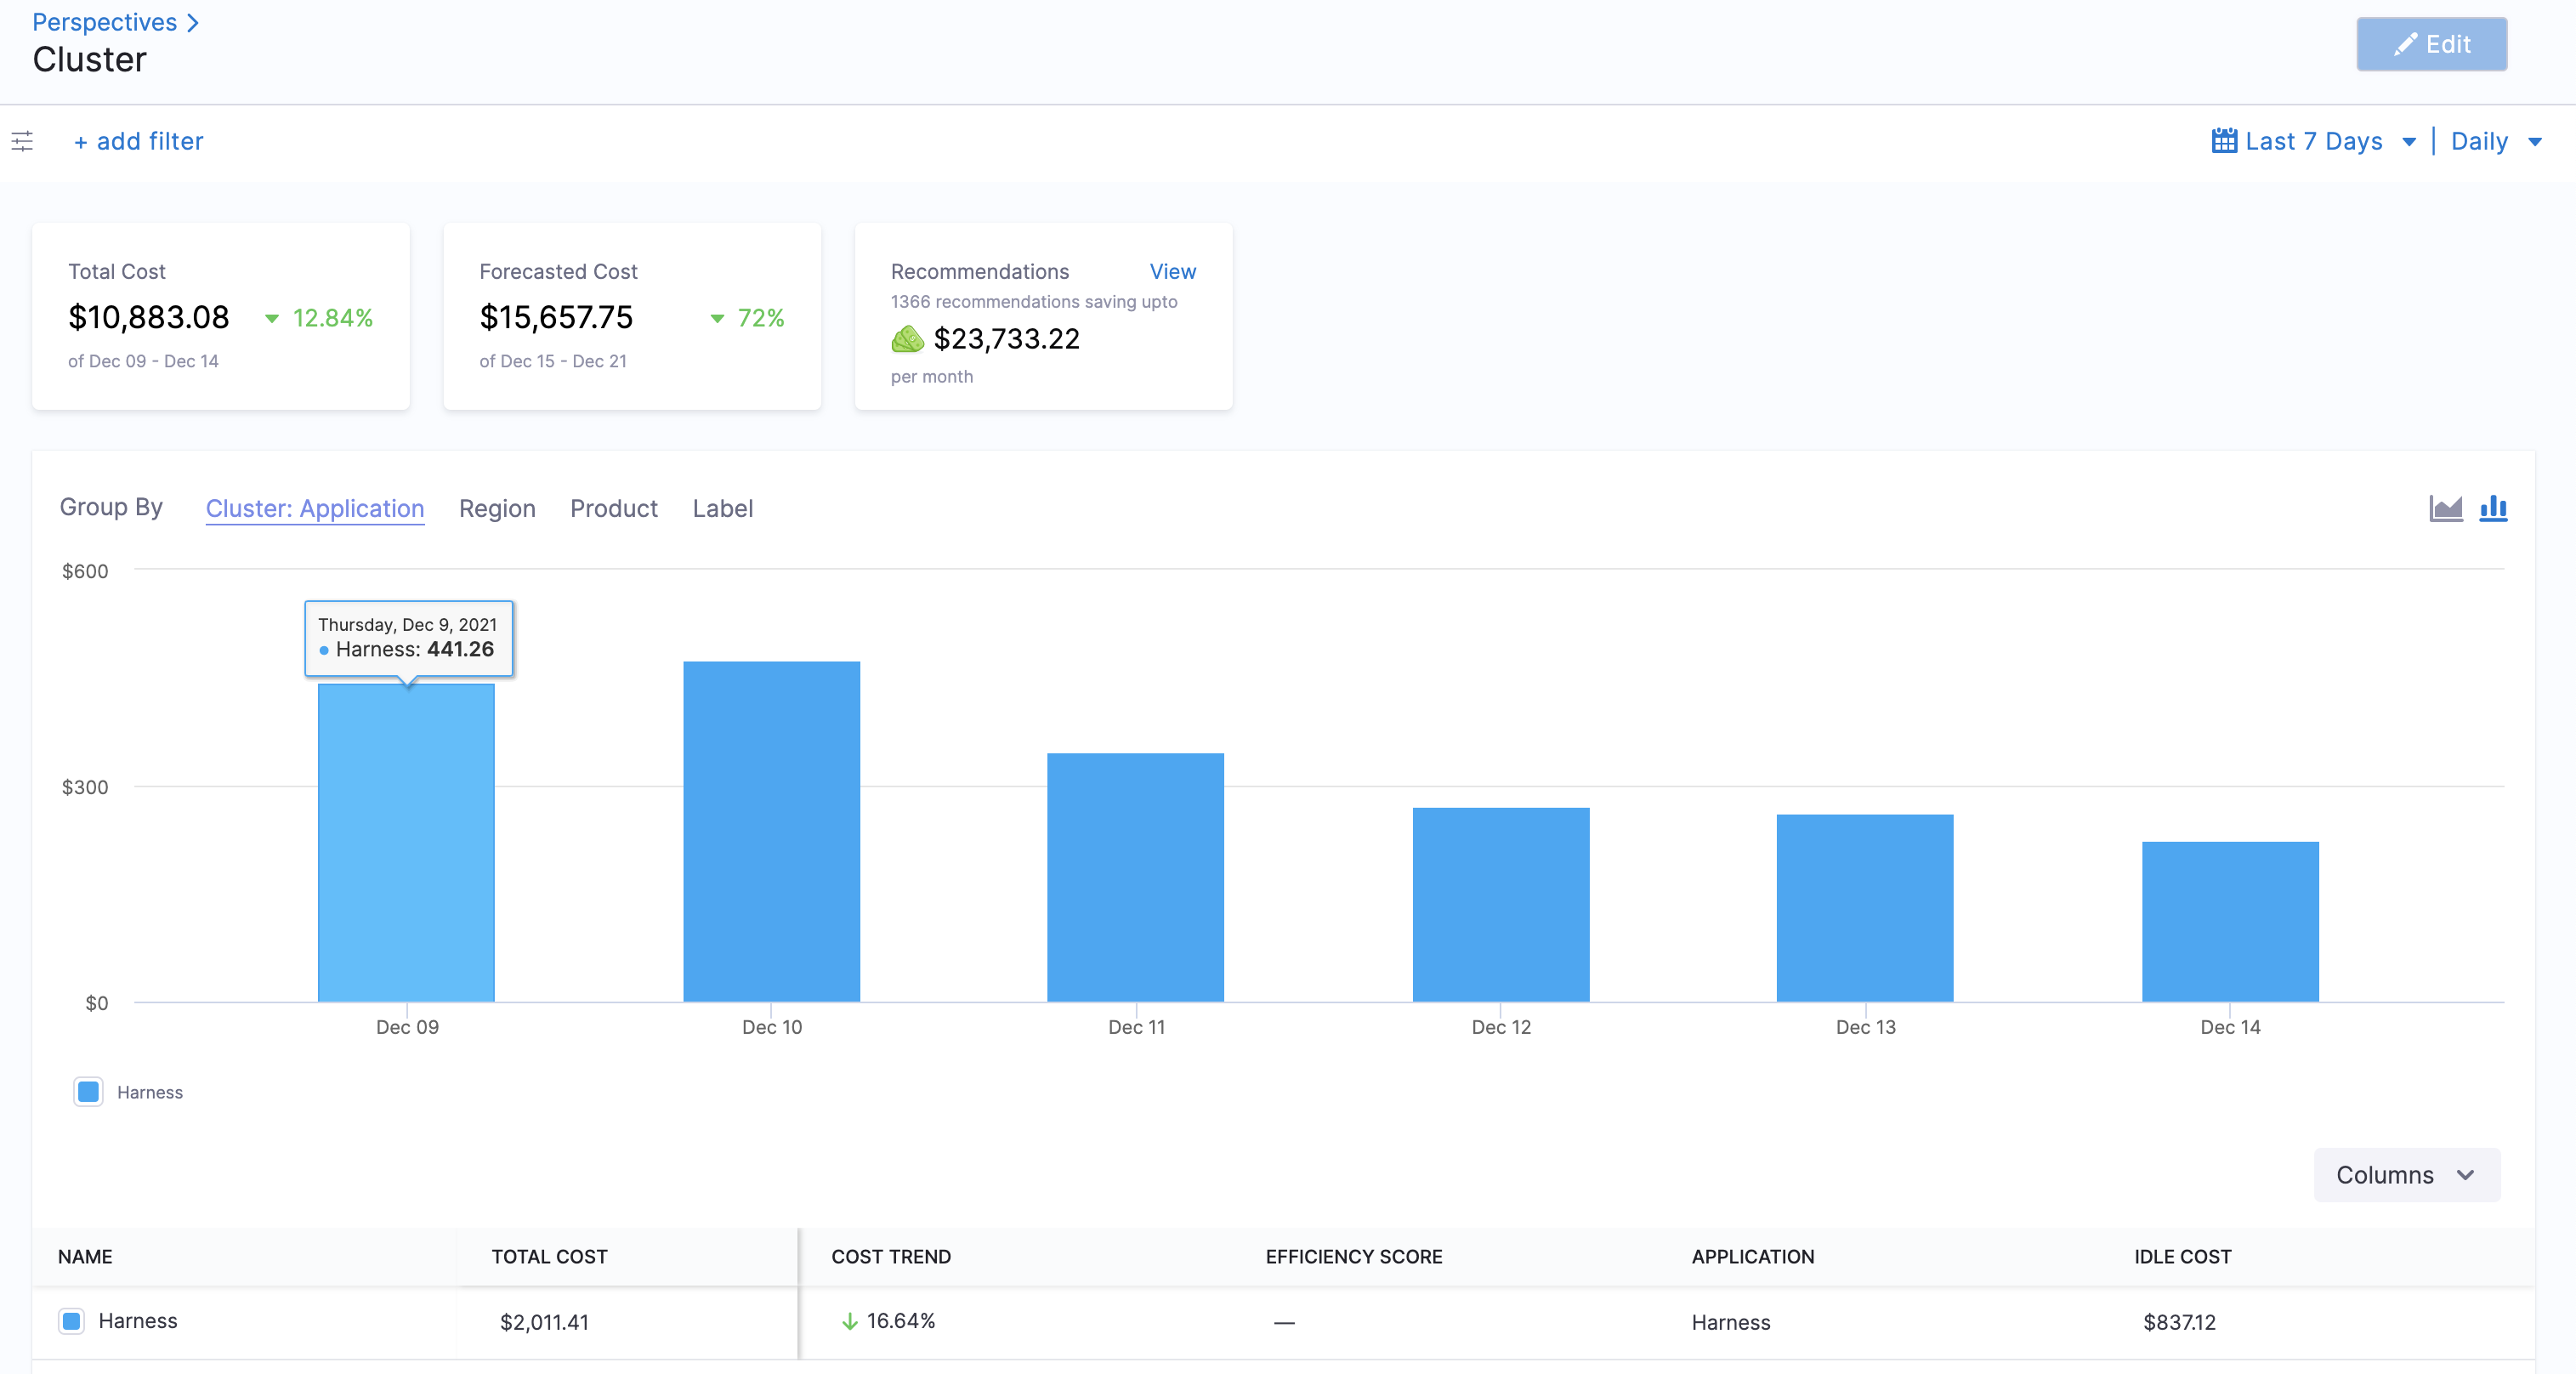 Perspectives
Cluster
Edit
+ add filter
Last 7 Days
Daily
Total Cost
$10,883.08 12.84%
of Dec 09 - Dec 14
Forecasted Cost
$15,657.75 72%
of Dec 15 - Dec 21
Recommendations View
1366 recommendations saving upto
$23,733.22
per month
Group By Cluster: Application Region Product Label
$600
Thursday, Dec 9, 2021
Harness: 441.26
$300
$0
Dec 09 Dec 10 Dec 11 Dec 12 Dec 13 Dec 14
Harness
Columns
NAME TOTAL COST COST TREND EFFICIENCY SCORE APPLICATION IDLE COST
Harness $2,011.41 16.64% — Harness $837.12